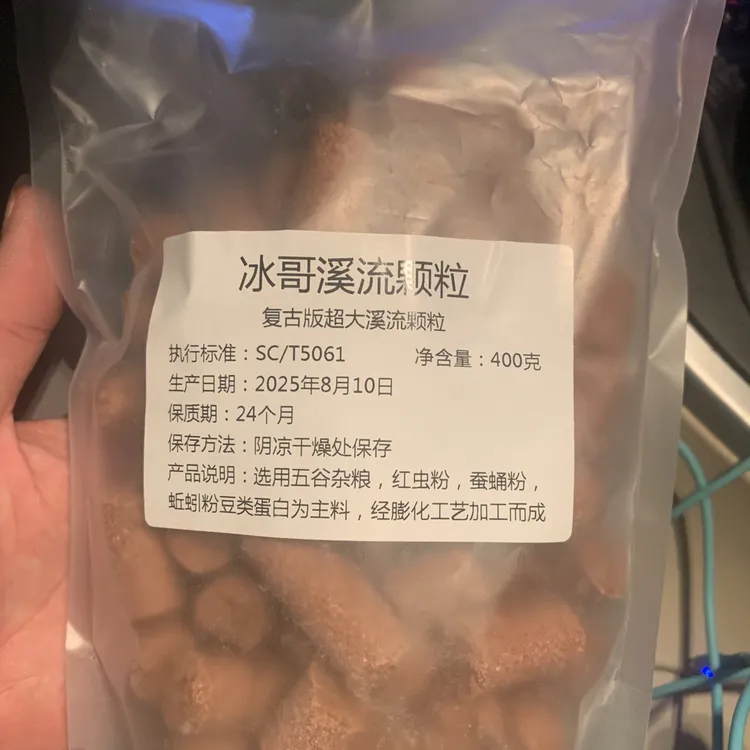 冰哥溪流颗粒
复古版超大溪流颗粒
执行标准：SC/T5061 净含量：400克
生产日期：2025年8月10日
保质期：24个月
保存方法：阴凉干燥处保存
产品说明：选用五谷杂粮，红虫粉，蚕蛹粉，
蚯蚓粉豆类蛋白为主料，经膨化工艺加工而成